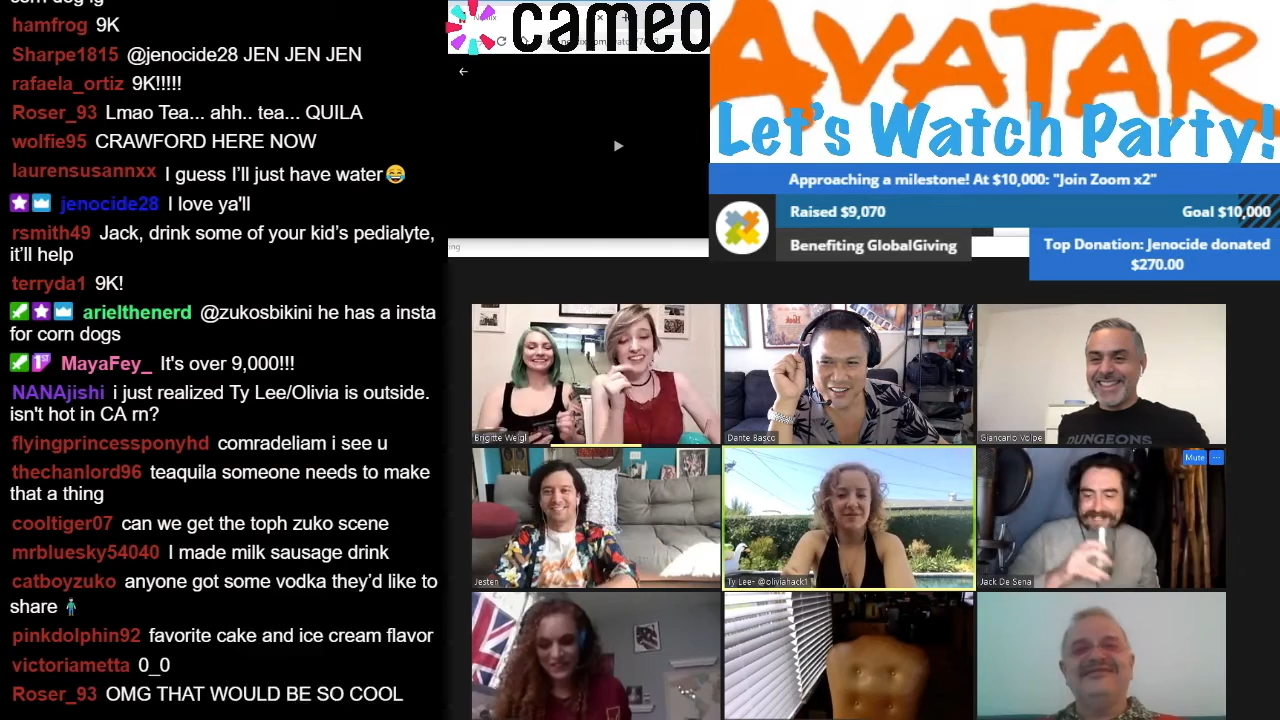 hamfrog 9K
Sharpe1815 @jenocide28 JEN JEN JEN
rafaela_ortiz 9K!!!!!
Roser_93 Lmao Tea... ahh.. tea... QUILA
wolfie95 CRAWFORD HERE NOW
laurensusannxx I guess I’ll just have water😂
jenocide28 I love ya'll
rsmith49 Jack, drink some of your kid’s pedialyte,
it’ll help
terryda1 9K!
arielthenerd @zukosbikini he has a insta
for corn dogs
1st MayaFey_ It's over 9,000!!!
NANAjishi i just realized Ty Lee/Olivia is outside.
isn't hot in CA rn?
flyingprincessponyhd comradeliam i see u
thechanlord96 teaquila someone needs to make
that a thing
cooltiger07 can we get the toph zuko scene
mrbluesky54040 I made milk sausage drink
catboyzuko anyone got some vodka they’d like to
share
pinkdolphin92 favorite cake and ice cream flavor
victoriametta 0_0
Roser_93 OMG THAT WOULD BE SO COOL
cameo
AVATAR
Let's Watch Party!
Approaching a milestone! At $10,000: "Join Zoom x2"
Raised $9,070
Goal $10,000
Benefiting GlobalGiving
Top Donation: Jenocide donated
$270.00
Brigitte Weigl
Dante Basco
Giancarlo Volpe
DUNGEONS
Mute
Jesten
Ty Lee- @oliviahack1
Jack De Sena